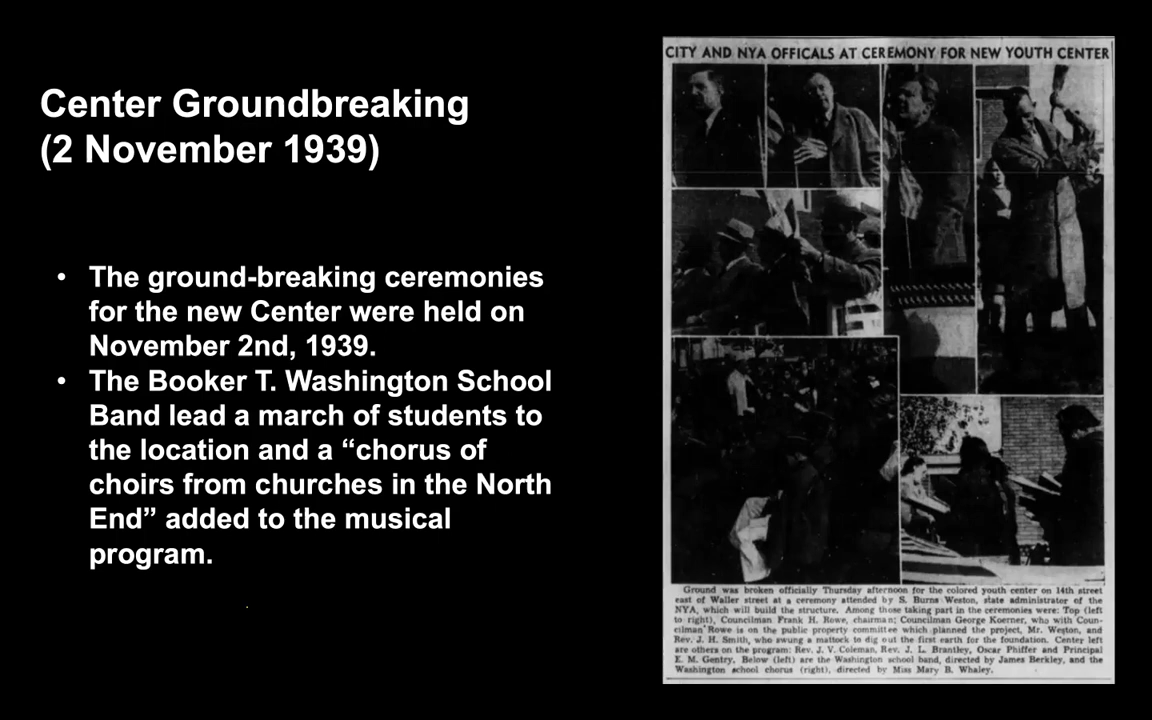 Center Groundbreaking
(2 November 1939)
• The ground-breaking ceremonies
for the new Center were held on
November 2nd, 1939.
• The Booker T. Washington School
Band lead a march of students to
the location and a “chorus of
choirs from churches in the North
End” added to the musical
program.
CITY AND NYA OFFICALS AT CEREMONY FOR NEW YOUTH CENTER
Ground was broken officially Thursday afternoon for the colored youth center on 14th street
east of Waller street at a ceremony attended by S. Burns Weston, state administrator of the
NYA, which will build the structure. Among those taking part in the ceremonies were: Top (left
to right), Councilman Frank H. Rowe, chairman; Councilman George Koerner, who with Coun-
cilman Rowe is on the public property committee which planned the project, Mr. Weston, and
Rev. J. H. Smith, who swung a mattock to dig out the first earth for the foundation. Center left
are others on the program: Rev. J. V. Coleman, Rev. J. L. Brantley, Oscar Phiffer and Principal
E. M. Gentry. Below (left) are the Washington school band, directed by James Berkley, and the
Washington school chorus (right), directed by Miss Mary B. Whaley.